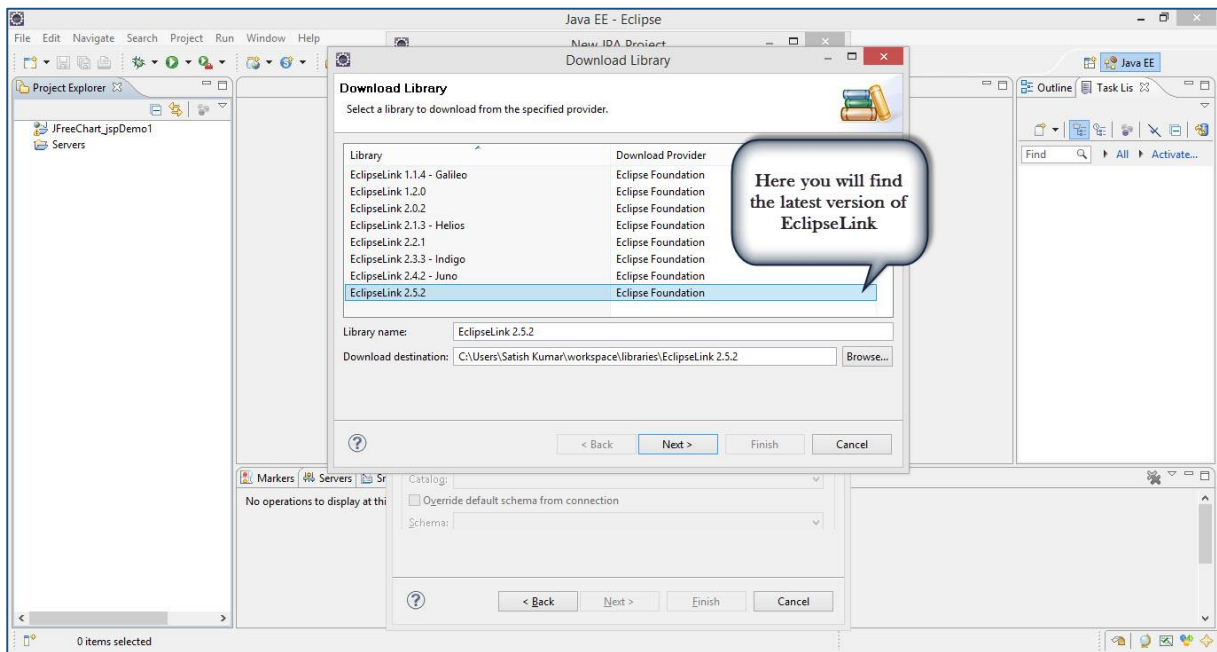 Java EE - Eclipse
File Edit Navigate Search Project Run Window Help
New JPA Project
Download Library
Java EE
Project Explorer
JFreeChart_jspDemo1
Servers
Download Library
Select a library to download from the specified provider.
Library Download Provider
EclipseLink 1.1.4 - Galileo Eclipse Foundation
EclipseLink 1.2.0 Eclipse Foundation
EclipseLink 2.0.2 Eclipse Foundation
EclipseLink 2.1.3 - Helios Eclipse Foundation
EclipseLink 2.2.1 Eclipse Foundation
EclipseLink 2.3.3 - Indigo Eclipse Foundation
EclipseLink 2.4.2 - Juno Eclipse Foundation
EclipseLink 2.5.2 Eclipse Foundation
Here you will find
the latest version of
EclipseLink
Library name: EclipseLink 2.5.2
Download destination: C:\Users\Satish Kumar\workspace\libraries\EclipseLink 2.5.2 Browse...
< Back Next > Finish Cancel
Outline Task Lis
Find All Activate...
Markers Servers Sr
No operations to display at thi
Catalog:
Override default schema from connection
Schema:
< Back Next > Finish Cancel
0 items selected